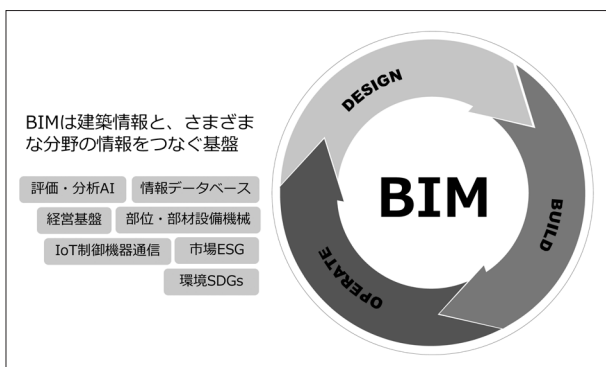 BIMは建築情報と、さまざま
な分野の情報をつなぐ基盤
評価・分析AI
情報データベース
経営基盤
部位・部材設備機械
IoT制御機器通信
市場ESG
環境SDGs
DESIGN
BUILD
OPERATE
BIM